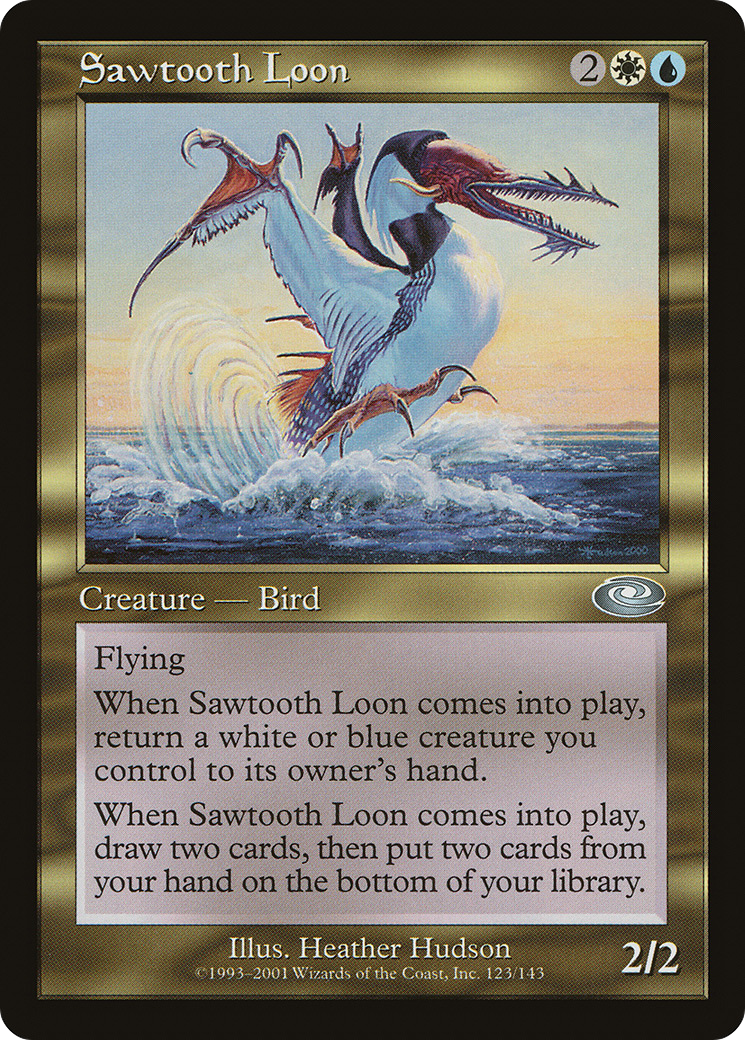 Sawtooth Loon
2
Hudson 2000
Creature — Bird
Flying
When Sawtooth Loon comes into play,
return a white or blue creature you
control to its owner's hand.
When Sawtooth Loon comes into play,
draw two cards, then put two cards from
your hand on the bottom of your library.
Illus. Heather Hudson
2/2
©1993–2001 Wizards of the Coast, Inc. 123/143